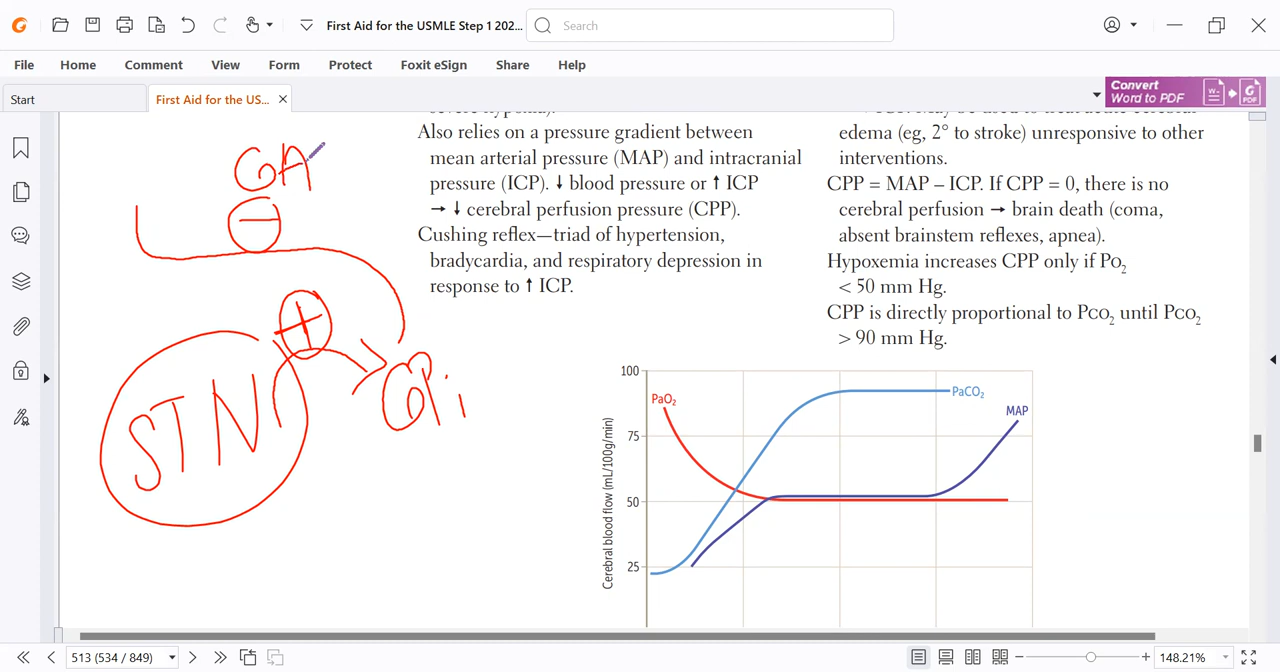 First Aid for the USMLE Step 1 202...
Search
File
Home
Comment
View
Form
Protect
Foxit eSign
Share
Help
Start
First Aid for the US...
Convert
Word to PDF
Also relies on a pressure gradient between
mean arterial pressure (MAP) and intracranial
pressure (ICP). ↓ blood pressure or ↑ ICP
→ ↓ cerebral perfusion pressure (CPP).
Cushing reflex—triad of hypertension,
bradycardia, and respiratory depression in
response to ↑ ICP.
edema (eg, 2° to stroke) unresponsive to other
interventions.
CPP = MAP – ICP. If CPP = 0, there is no
cerebral perfusion → brain death (coma,
absent brainstem reflexes, apnea).
Hypoxemia increases CPP only if PO₂
< 50 mm Hg.
CPP is directly proportional to PCO₂ until PCO₂
> 90 mm Hg.
GA
−
+
STN
GPi
100
75
50
25
Cerebral blood flow (mL/100g/min)
PaO₂
PaCO₂
MAP
513 (534 / 849)
148.21%